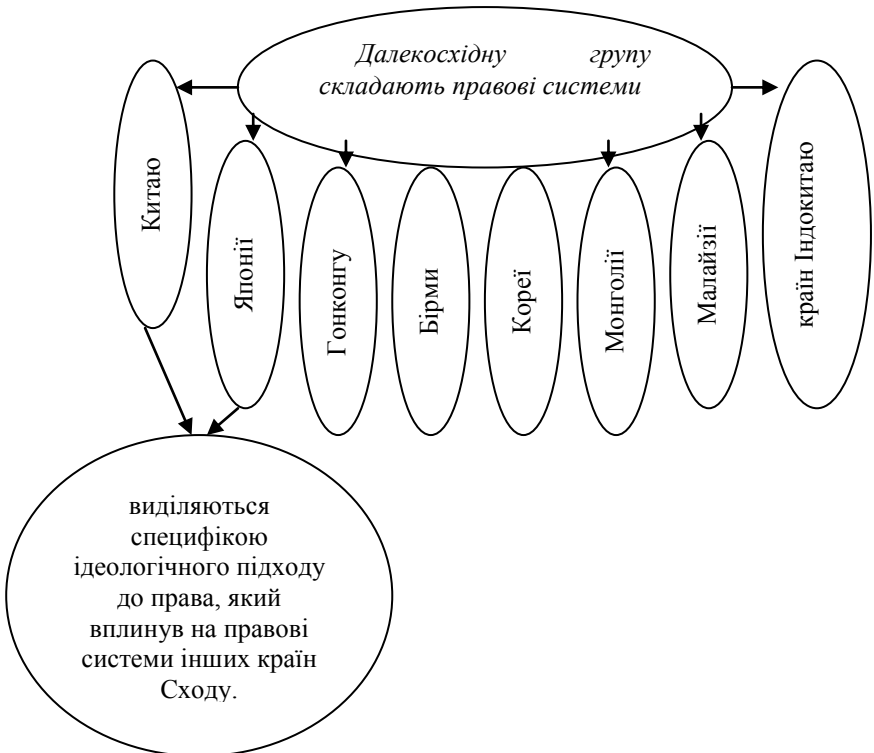 Далекосхідну групу
складають правові системи
Китаю
Японії
Гонконгу
Бірми
Кореї
Монголії
Малайзії
країн Індокитаю
виділяються
специфікою
ідеологічного підходу
до права, який
вплинув на правові
системи інших країн
Сходу.